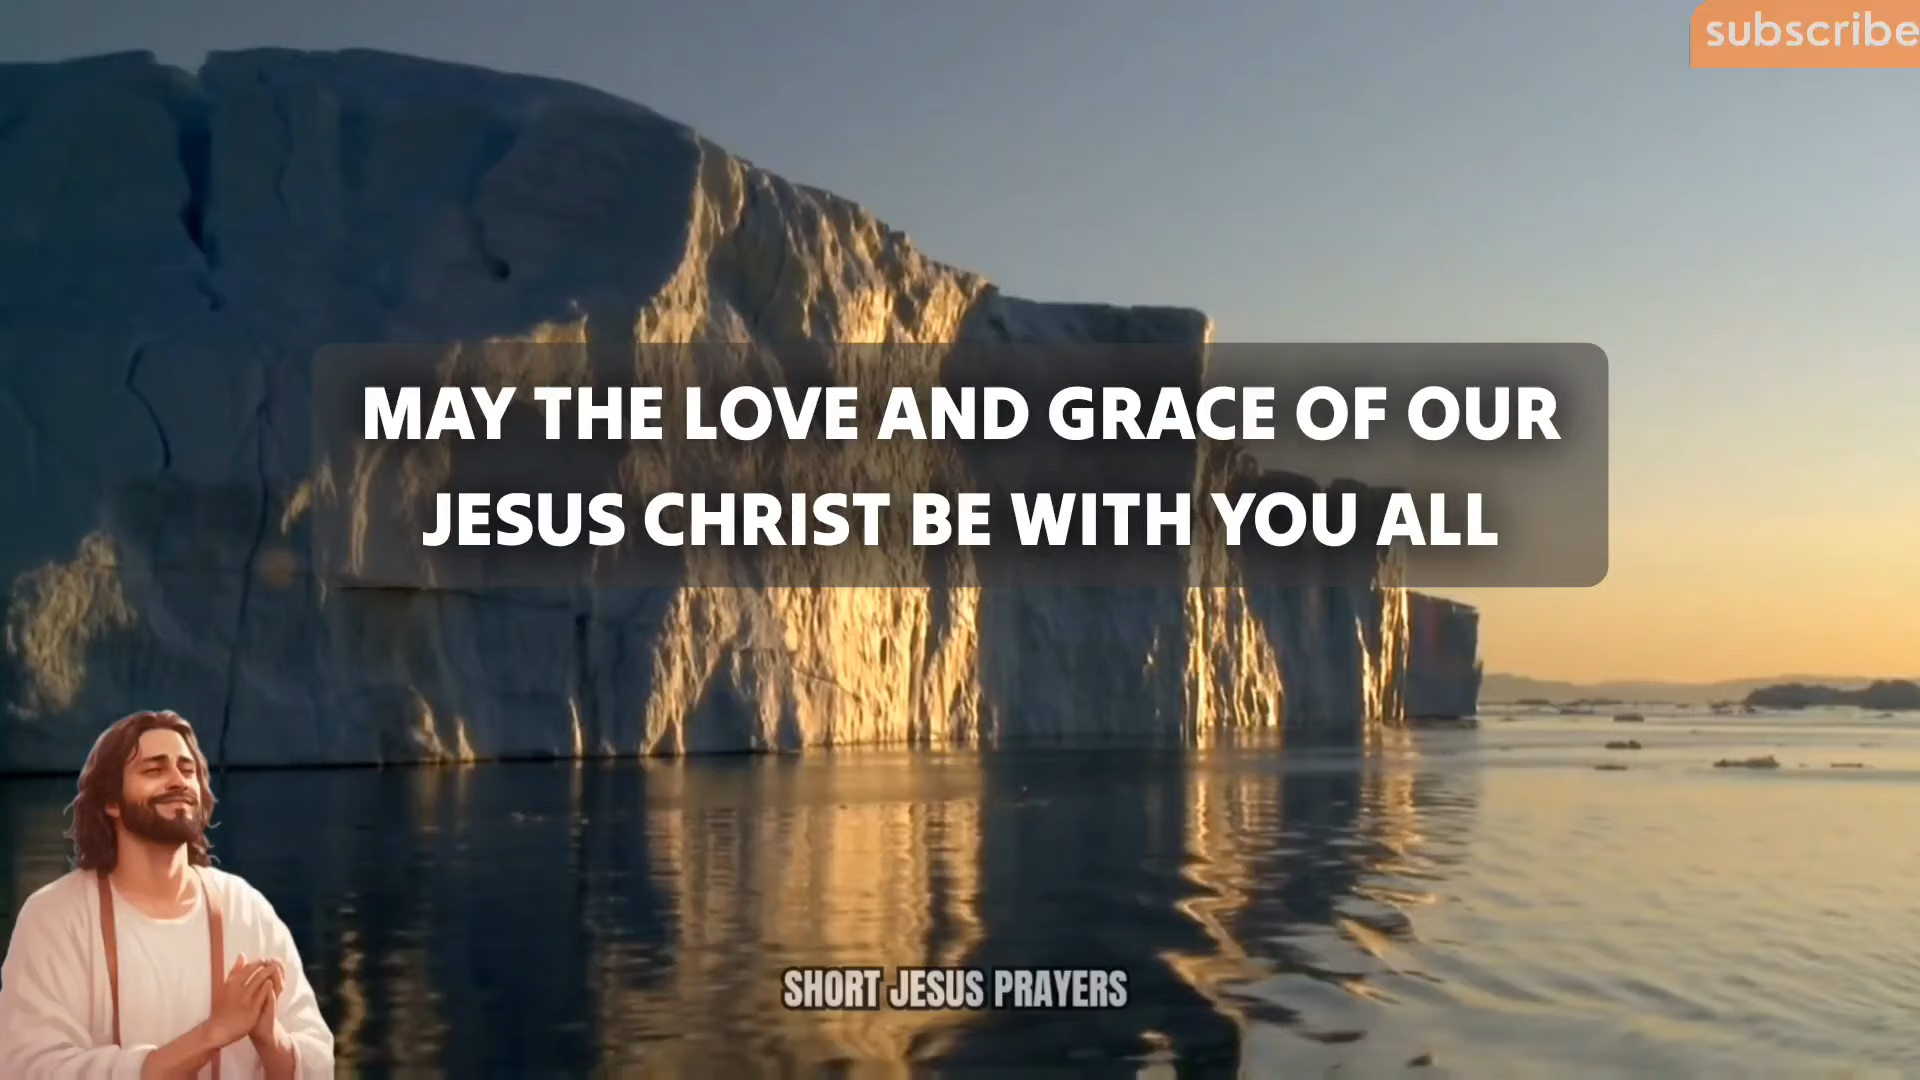 subscribe
MAY THE LOVE AND GRACE OF OUR
JESUS CHRIST BE WITH YOU ALL
SHORT JESUS PRAYERS